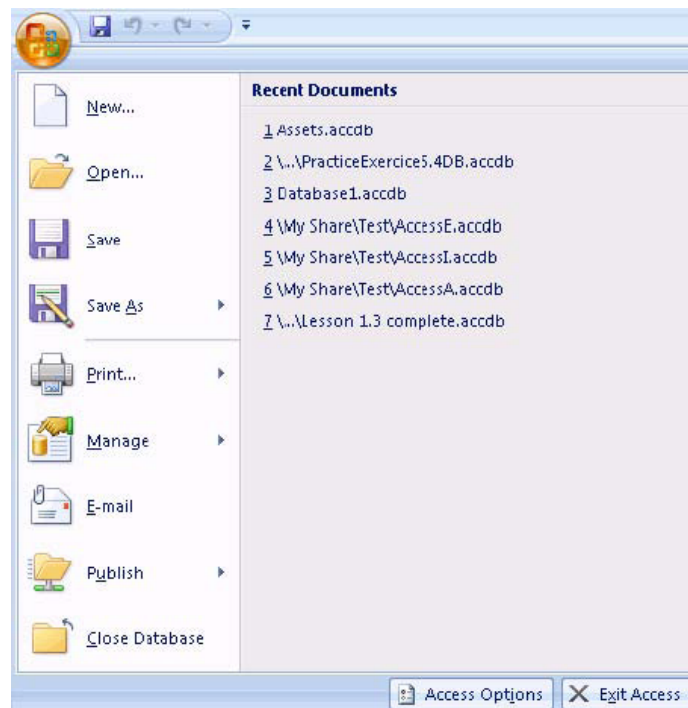 New...
Open...
Save
Save As
Print...
Manage
E-mail
Publish
Close Database
Recent Documents
1 Assets.accdb
2 \...\PracticeExercice5.4DB.accdb
3 Database1.accdb
4 \My Share\Test\AccessE.accdb
5 \My Share\Test\AccessI.accdb
6 \My Share\Test\AccessA.accdb
7 \...\Lesson 1.3 complete.accdb
Access Options
Exit Access